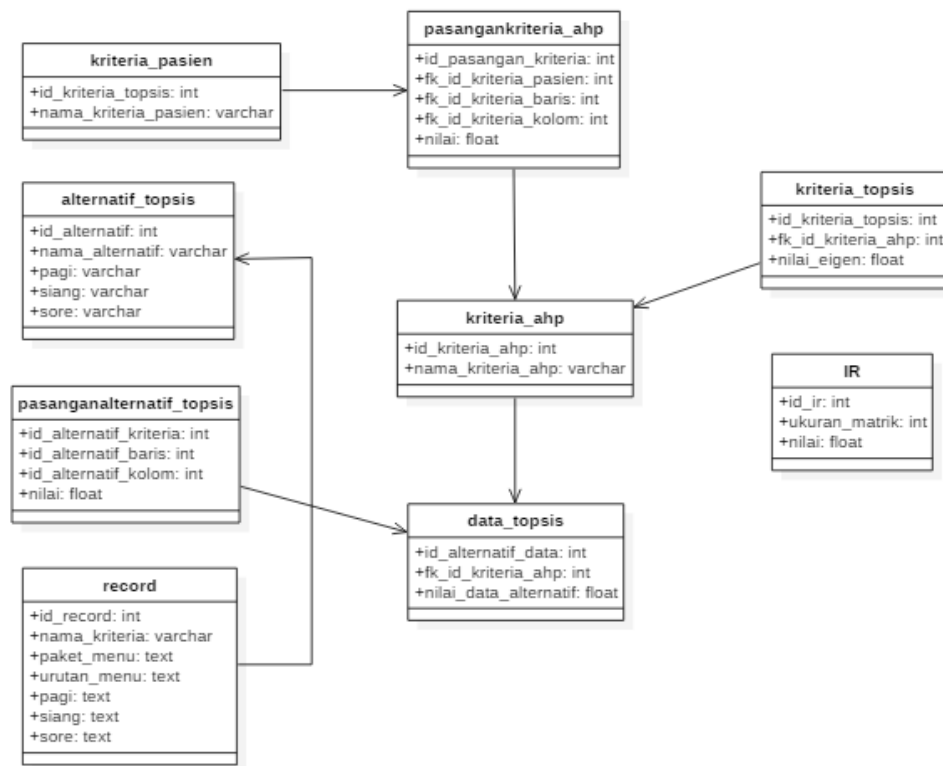 pasangankriteria_ahp
+id_pasangan_kriteria: int
+fk_id_kriteria_pasien: int
+fk_id_kriteria_baris: int
+fk_id_kriteria_kolom: int
+nilai: float
kriteria_pasien
+id_kriteria_topsis: int
+nama_kriteria_pasien: varchar
alternatif_topsis
+id_alternatif: int
+nama_alternatif: varchar
+pagi: varchar
+siang: varchar
+sore: varchar
kriteria_topsis
+id_kriteria_topsis: int
+fk_id_kriteria_ahp: int
+nilai_eigen: float
kriteria_ahp
+id_kriteria_ahp: int
+nama_kriteria_ahp: varchar
IR
+id_ir: int
+ukuran_matrik: int
+nilai: float
pasanganalternatif_topsis
+id_alternatif_kriteria: int
+id_alternatif_baris: int
+id_alternatif_kolom: int
+nilai: float
data_topsis
+id_alternatif_data: int
+fk_id_kriteria_ahp: int
+nilai_data_alternatif: float
record
+id_record: int
+nama_kriteria: varchar
+paket_menu: text
+urutan_menu: text
+pagi: text
+siang: text
+sore: text